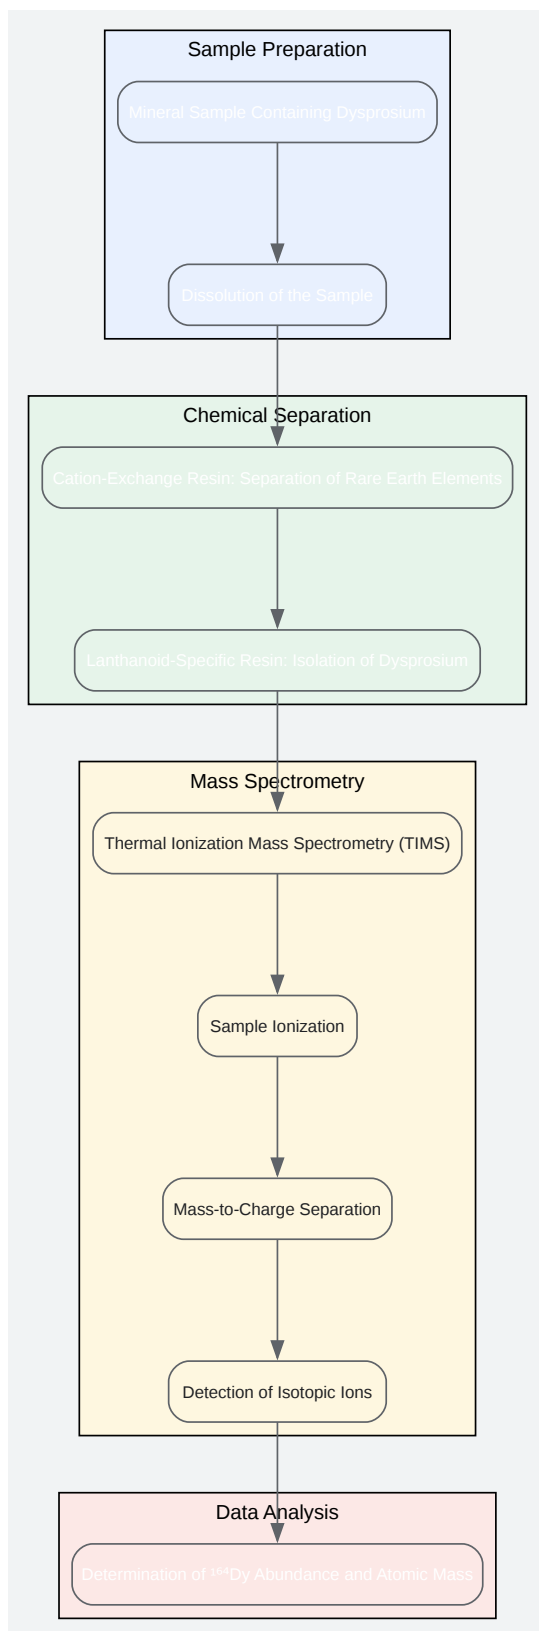 Sample Preparation
Mineral Sample Containing Dysprosium
Dissolution of the Sample
Chemical Separation
Cation-Exchange Resin: Separation of Rare Earth Elements
Lanthanoid-Specific Resin: Isolation of Dysprosium
Mass Spectrometry
Thermal Ionization Mass Spectrometry (TIMS)
Sample Ionization
Mass-to-Charge Separation
Detection of Isotopic Ions
Data Analysis
Determination of ¹⁶⁴Dy Abundance and Atomic Mass